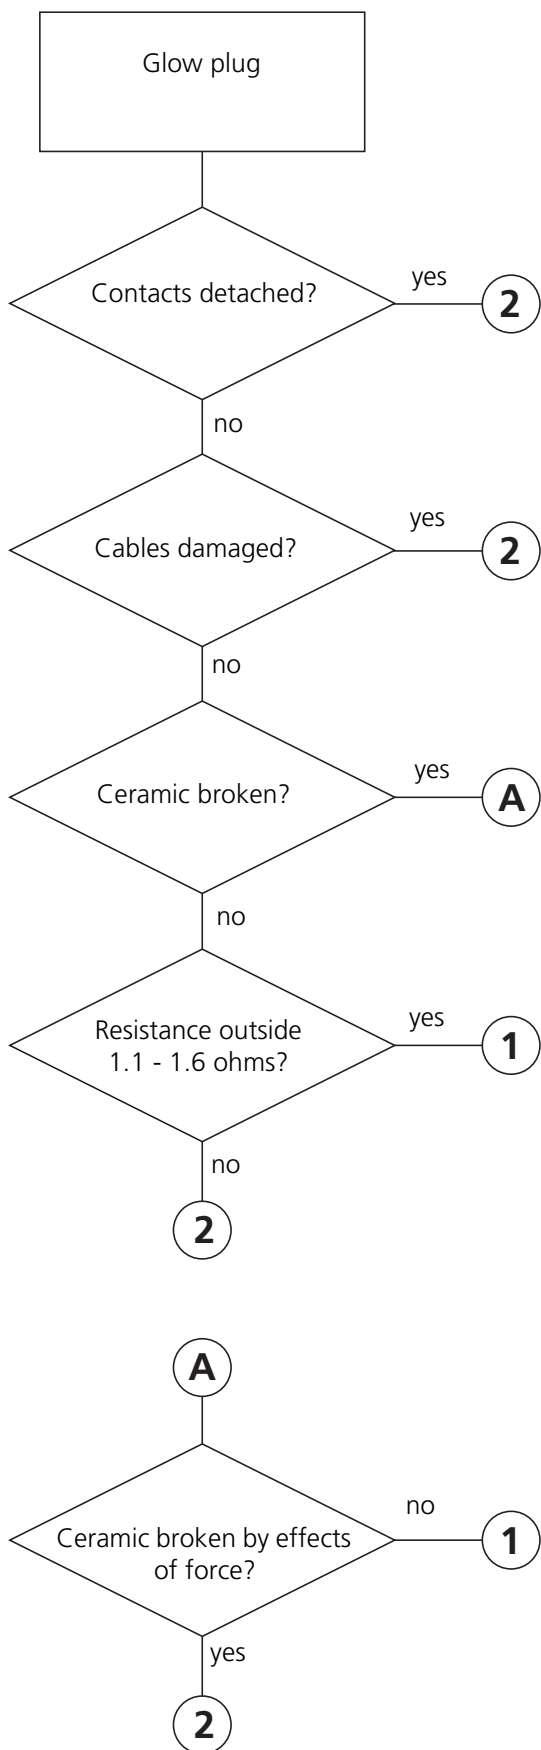 Glow plug
Contacts detached?
yes
2
no
Cables damaged?
yes
2
no
Ceramic broken?
yes
A
no
Resistance outside
1.1 - 1.6 ohms?
yes
1
no
2
A
Ceramic broken by effects
of force?
no
1
yes
2